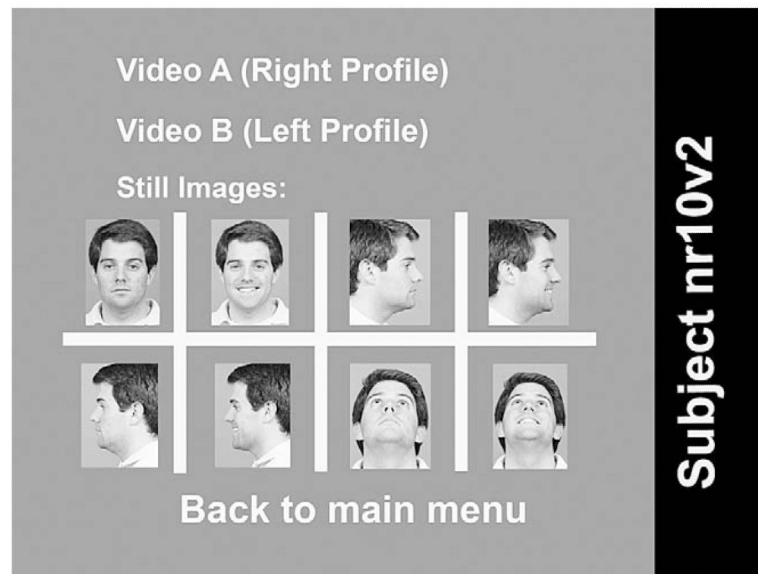 Video A (Right Profile)
Video B (Left Profile)
Still Images:
Back to main menu
Subject nr10v2